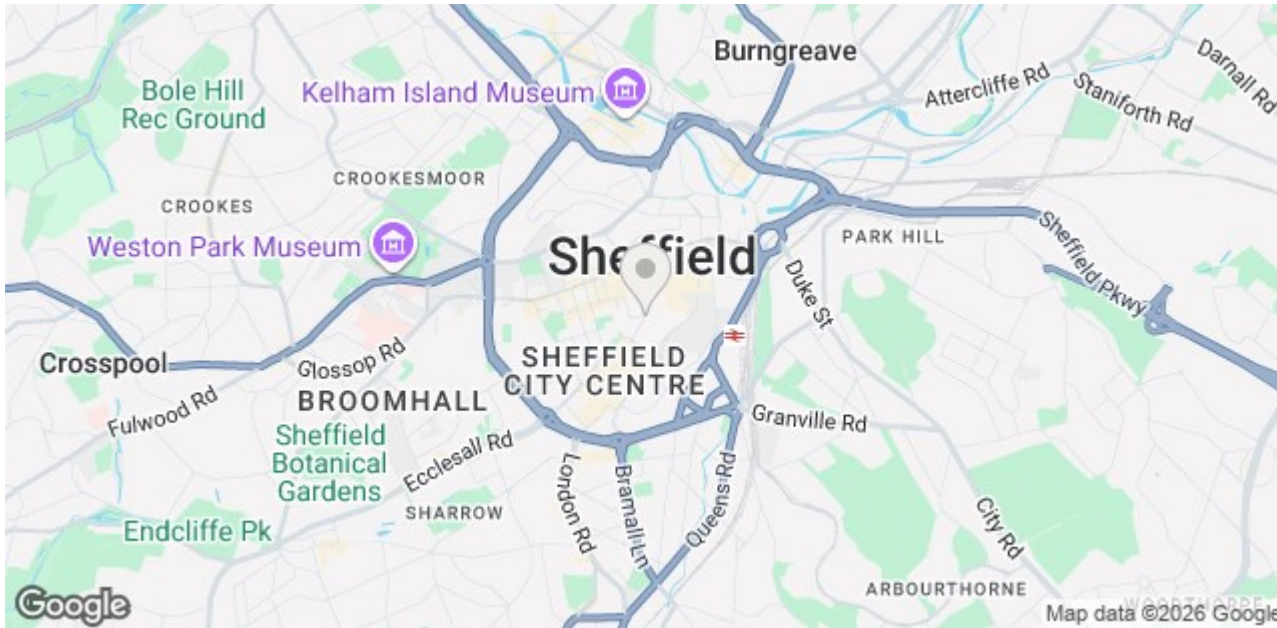 Burngreave
Darnall Rd
Bole Hill
Rec Ground
Kelham Island Museum
Attercliffe Rd
Staniforth Rd
CROOKESMOOR
CROOKES
Weston Park Museum
Sheffield
PARK HILL
Sheffield Pkwy
Duke St
Crosspool
Glossop Rd
SHEFFIELD
CITY CENTRE
Fulwood Rd
BROOMHALL
Granville Rd
Sheffield
Botanical
Gardens
Ecclesall Rd
London Rd
Bramall Ln
Queens Rd
City Rd
SHARROW
Endcliffe Pk
ARBOURTHORNE
WOODTHORPE
Google
Map data ©2026 Google